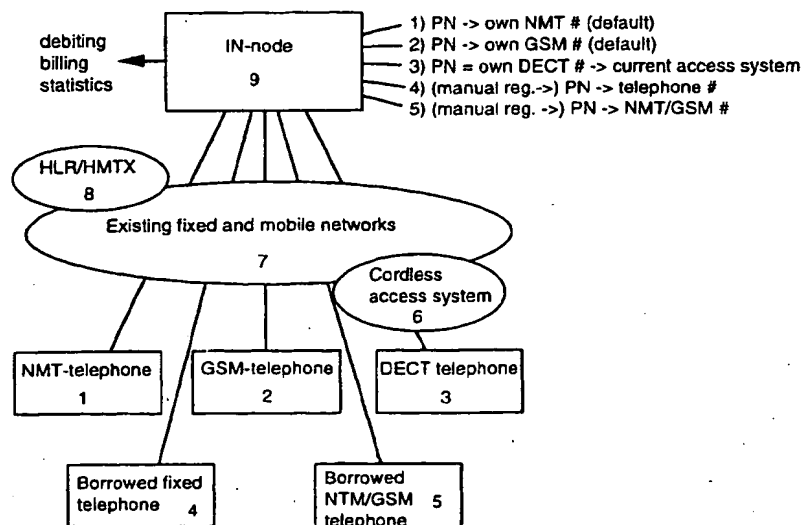 debiting
billing
statistics
IN-node
9
1) PN -> own NMT # (default)
2) PN -> own GSM # (default)
3) PN = own DECT # -> current access system
4) (manual reg.->) PN -> telephone #
5) (manual reg. ->) PN -> NMT/GSM #
HLR/HMTX
8
Existing fixed and mobile networks
7
Cordless
access system
6
NMT-telephone
1
GSM-telephone
2
DECT telephone
3
Borrowed fixed
telephone 4
Borrowed
NTM/GSM 5
telephone